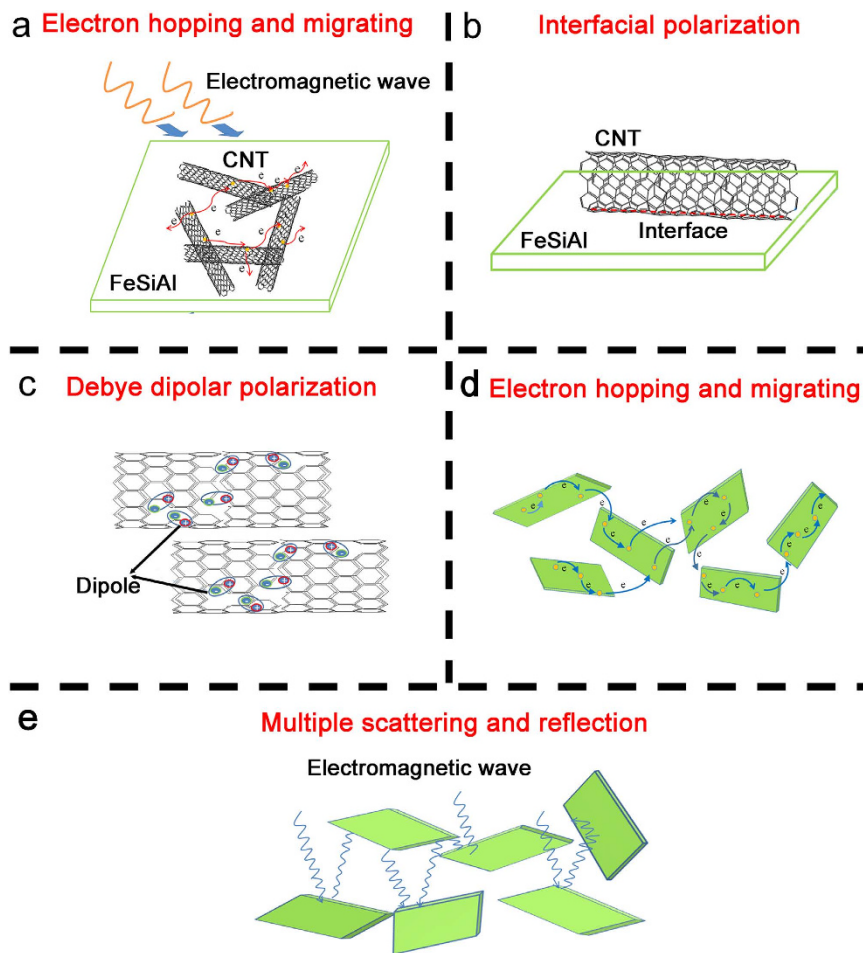 a Electron hopping and migrating
Electromagnetic wave
CNT
e e e
e
e e
e
e
FeSiAl
b Interfacial polarization
CNT
Interface
FeSiAl
c Debye dipolar polarization
Dipole
d Electron hopping and migrating
e
e
e
e
e
e
e
e
e
e
e
e
e
e Multiple scattering and reflection
Electromagnetic wave